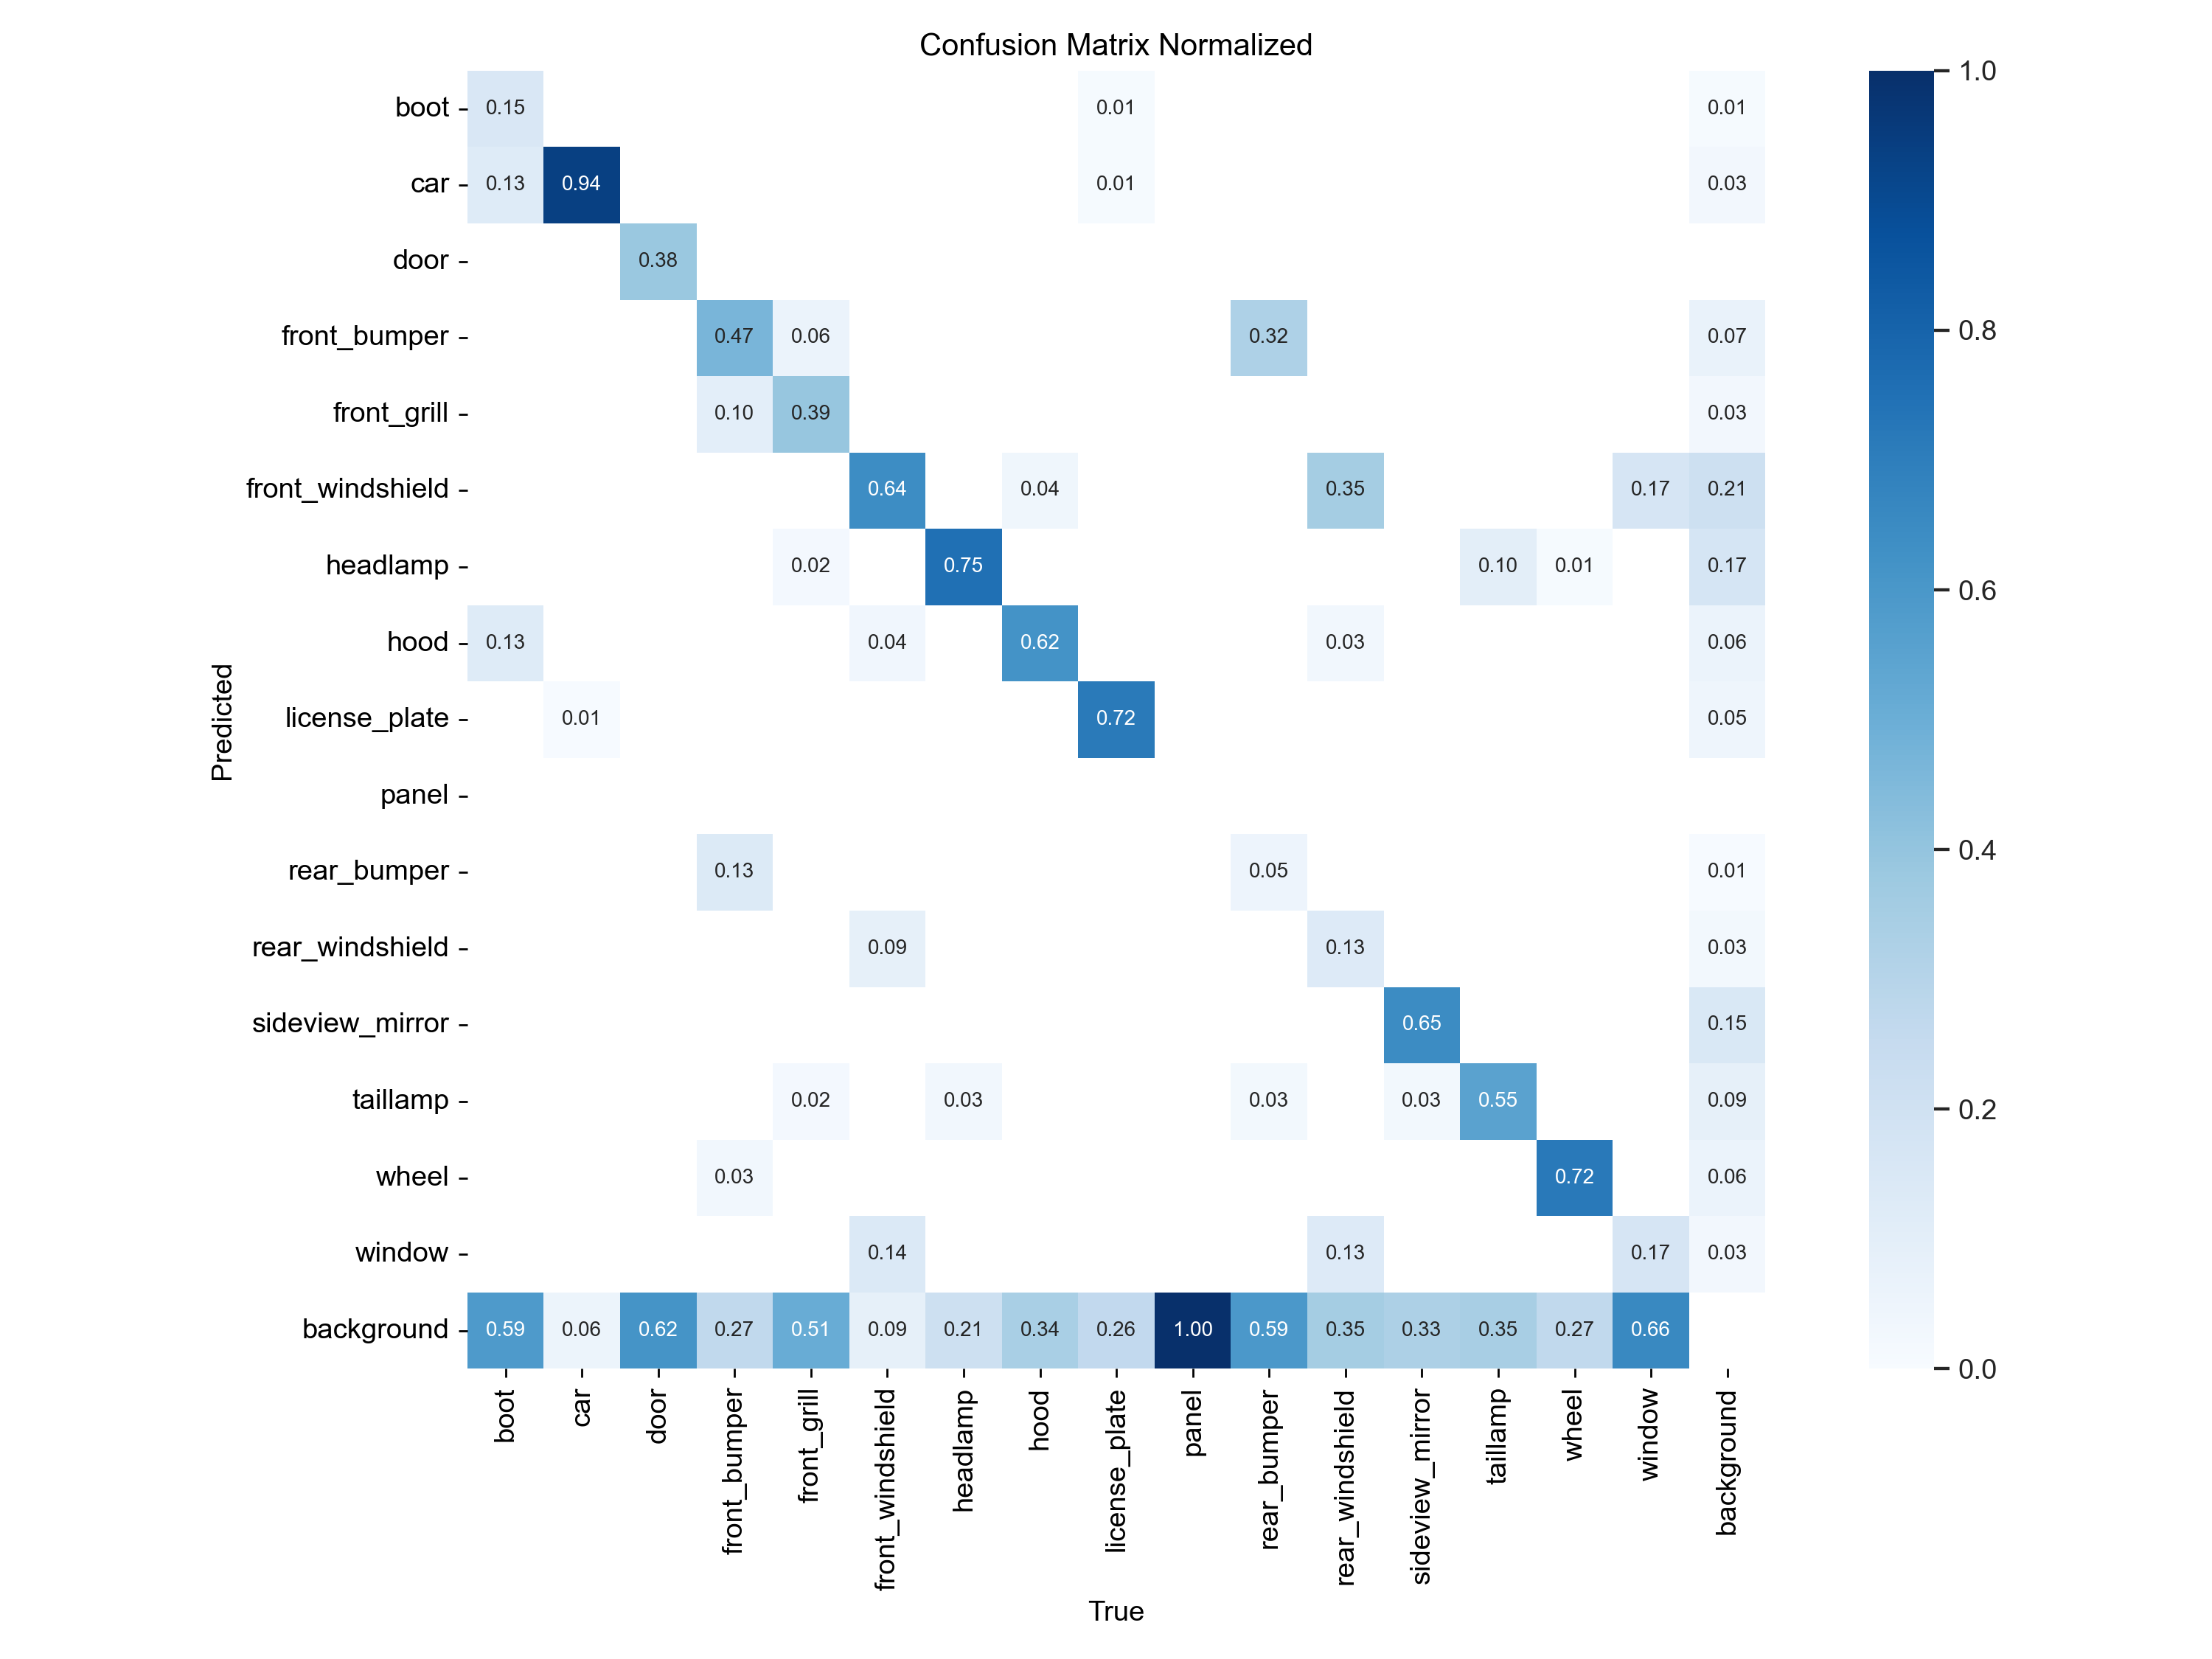 Confusion Matrix Normalized
boot 0.15 0.01 0.01
car 0.13 0.94 0.01 0.03
door 0.38
front_bumper 0.47 0.06 0.32 0.07
front_grill 0.10 0.39 0.03
front_windshield 0.64 0.04 0.35 0.17 0.21
headlamp 0.02 0.75 0.10 0.01 0.17
hood 0.13 0.04 0.62 0.03 0.06
license_plate 0.01 0.72 0.05
panel
rear_bumper 0.13 0.05 0.01
rear_windshield 0.09 0.13 0.03
sideview_mirror 0.65 0.15
taillamp 0.02 0.03 0.03 0.03 0.55 0.09
wheel 0.03 0.72 0.06
window 0.14 0.13 0.17 0.03
background 0.59 0.06 0.62 0.27 0.51 0.09 0.21 0.34 0.26 1.00 0.59 0.35 0.33 0.35 0.27 0.66
Predicted
boot
car
door
front_bumper
front_grill
front_windshield
headlamp
hood
license_plate
panel
rear_bumper
rear_windshield
sideview_mirror
taillamp
wheel
window
background
True
1.0
0.8
0.6
0.4
0.2
0.0